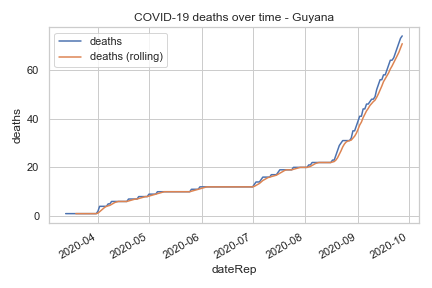 COVID-19 deaths over time - Guyana
deaths
deaths (rolling)
60
40
20
0
deaths
2020-04
2020-05
2020-06
2020-07
2020-08
2020-09
2020-10
dateRep